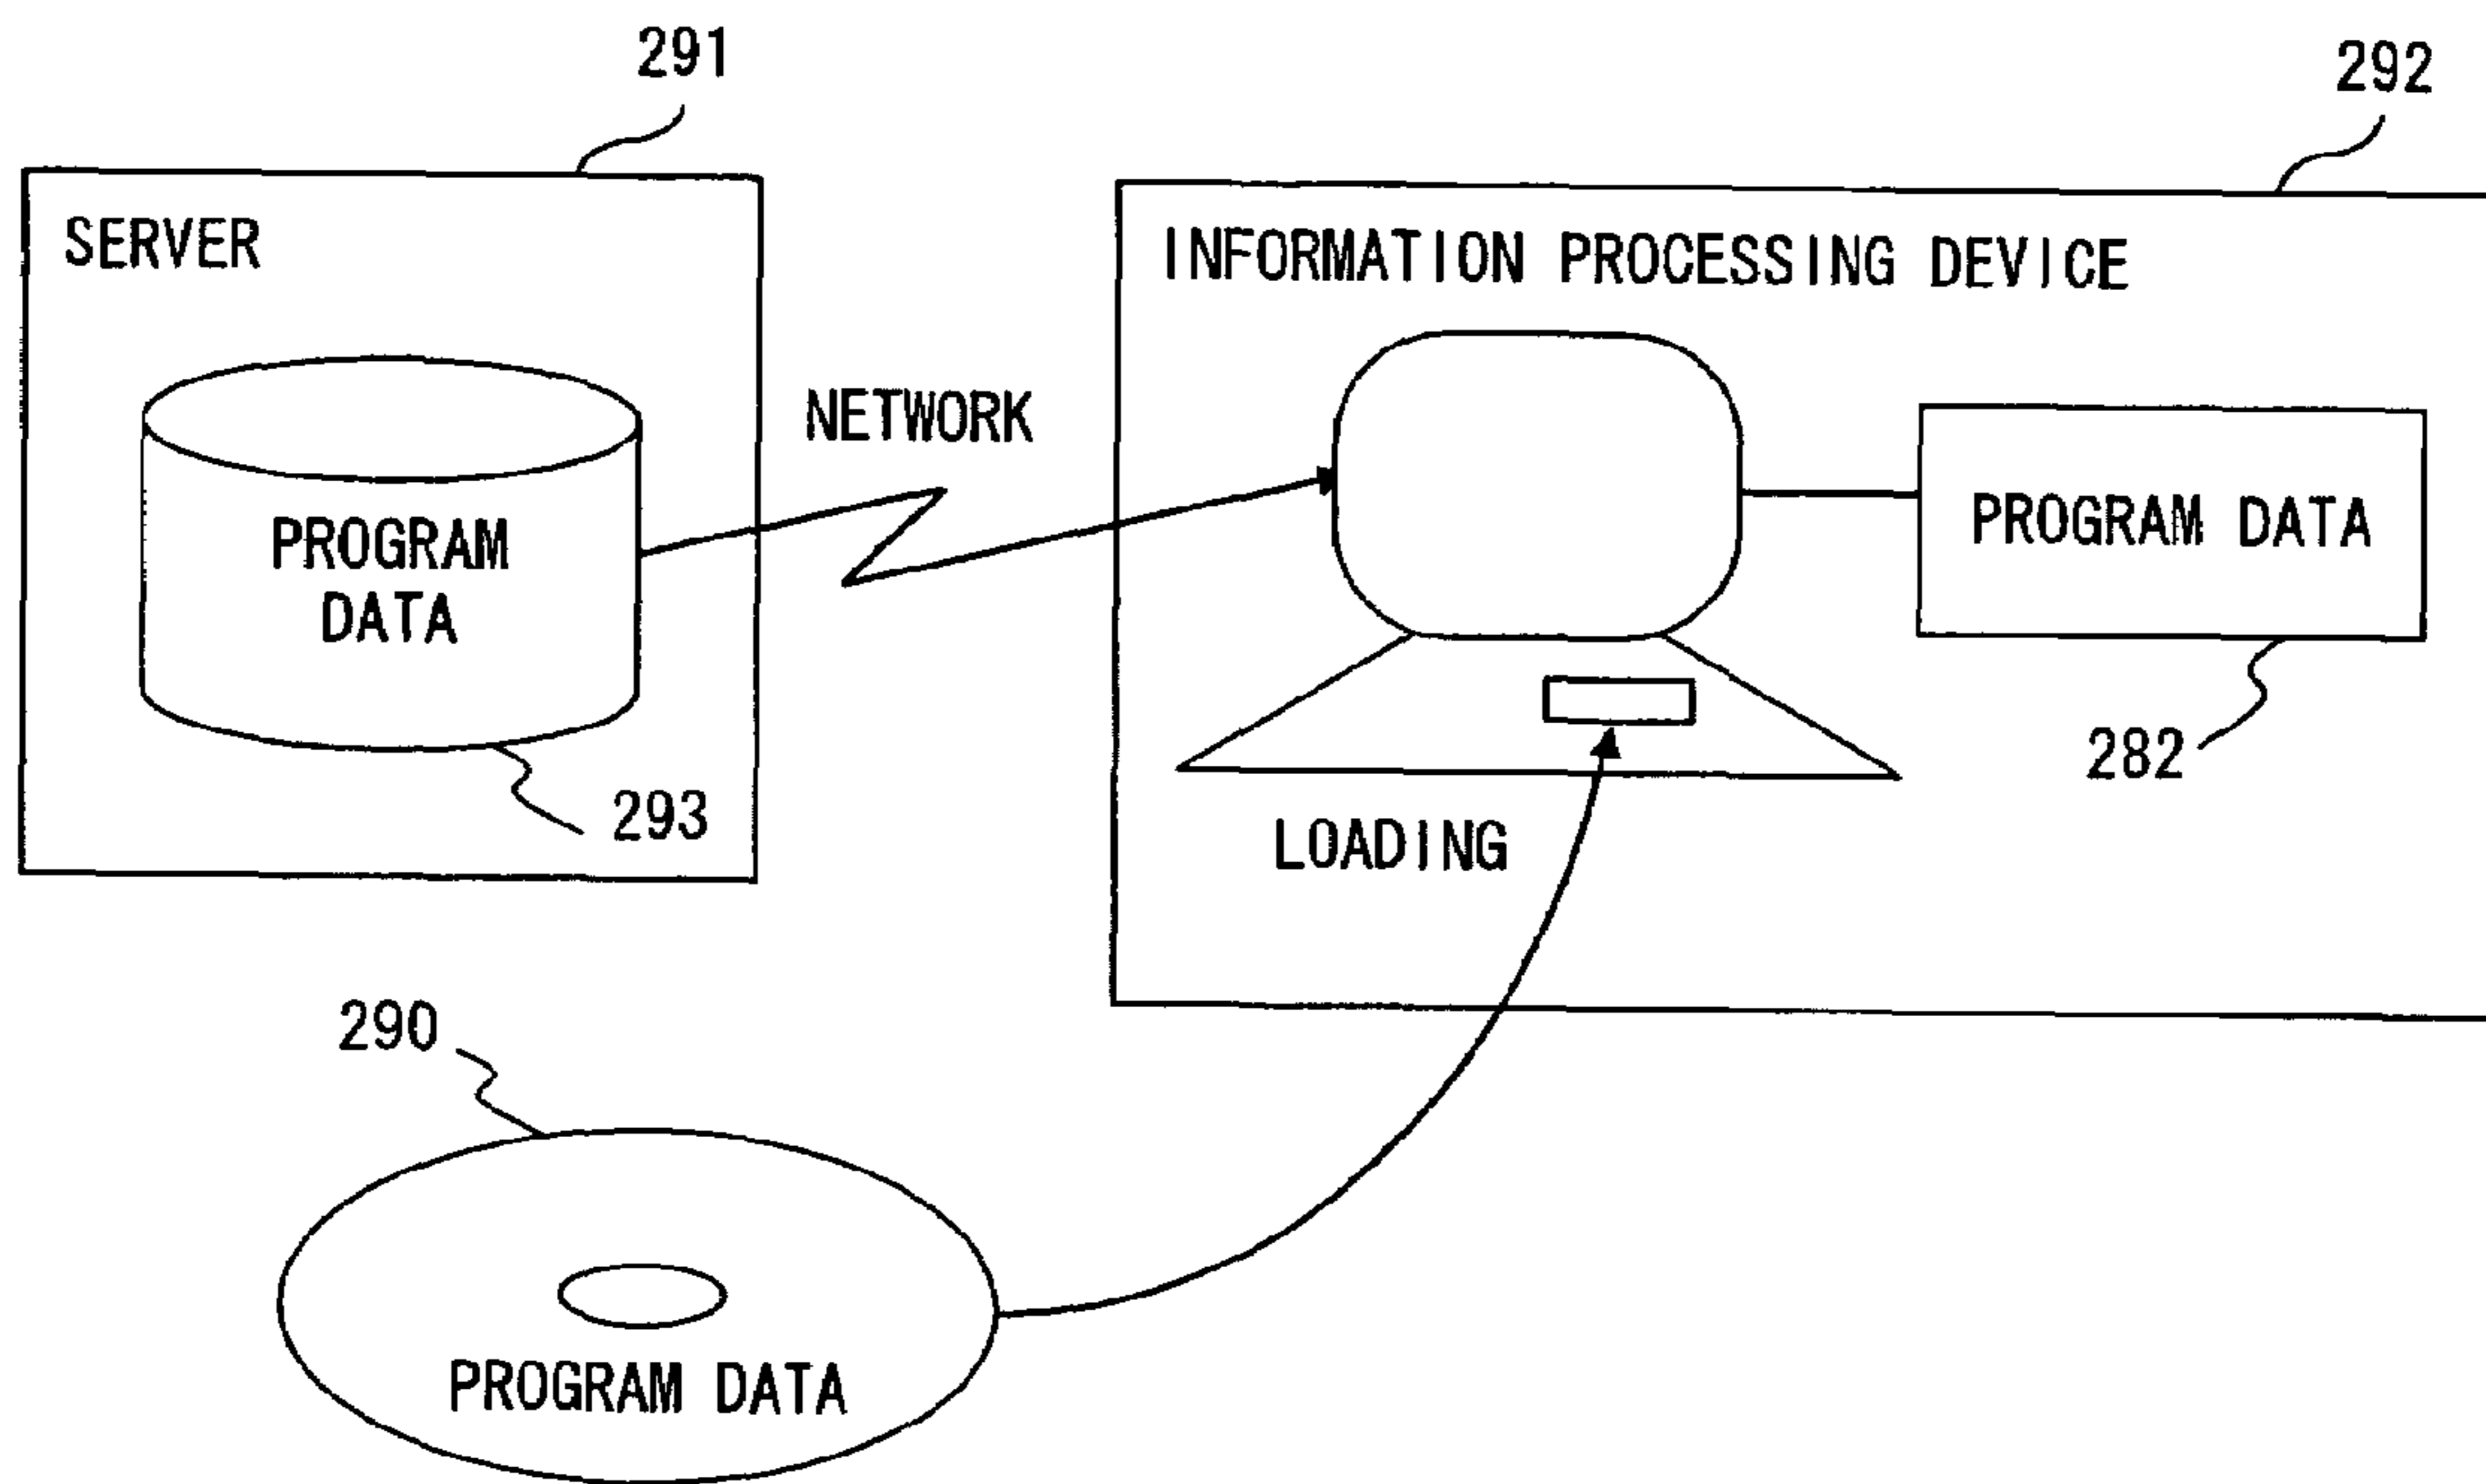 291
292
SERVER
INFORMATION PROCESSING DEVICE
NETWORK
PROGRAM
DATA
PROGRAM DATA
293
282
LOADING
290
PROGRAM DATA